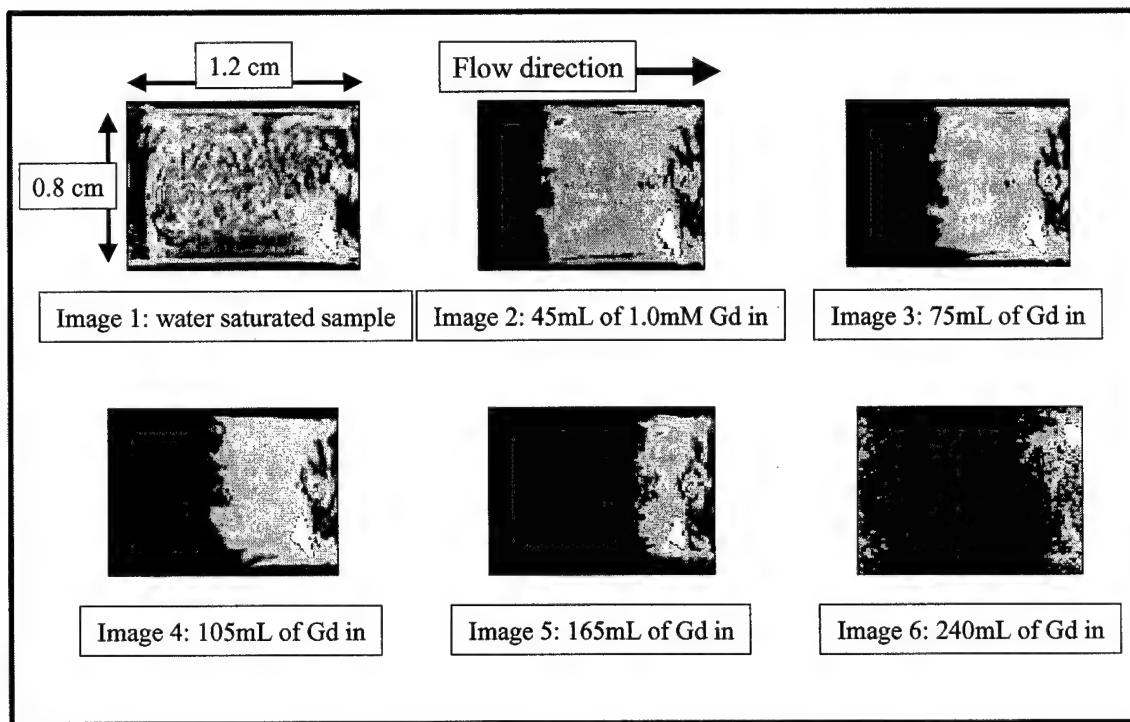 1.2 cm
Flow direction
0.8 cm
Image 1: water saturated sample
Image 2: 45mL of 1.0mM Gd in
Image 3: 75mL of Gd in
Image 4: 105mL of Gd in
Image 5: 165mL of Gd in
Image 6: 240mL of Gd in